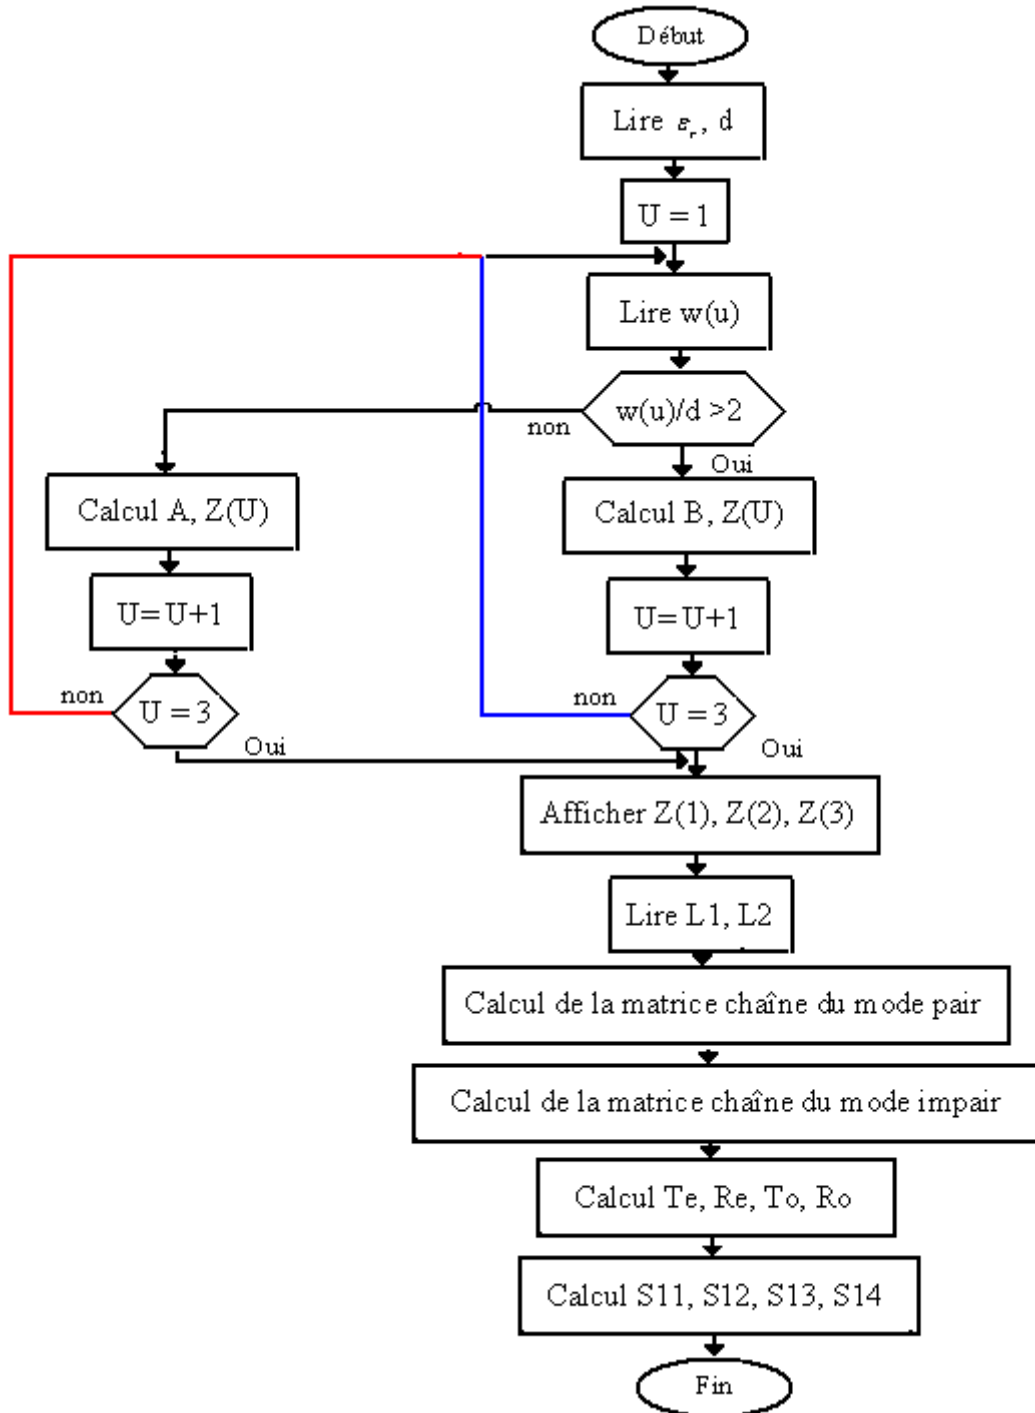 Début
Lire εr, d
U = 1
Lire w(u)
w(u)/d >2
non
Oui
Calcul A, Z(U)
Calcul B, Z(U)
U= U+1
U= U+1
non
U = 3
non
U = 3
Oui
Oui
Afficher Z(1), Z(2), Z(3)
Lire L1, L2
Calcul de la matrice chaîne du mode pair
Calcul de la matrice chaîne du mode impair
Calcul Te, Re, To, Ro
Calcul S11, S12, S13, S14
Fin